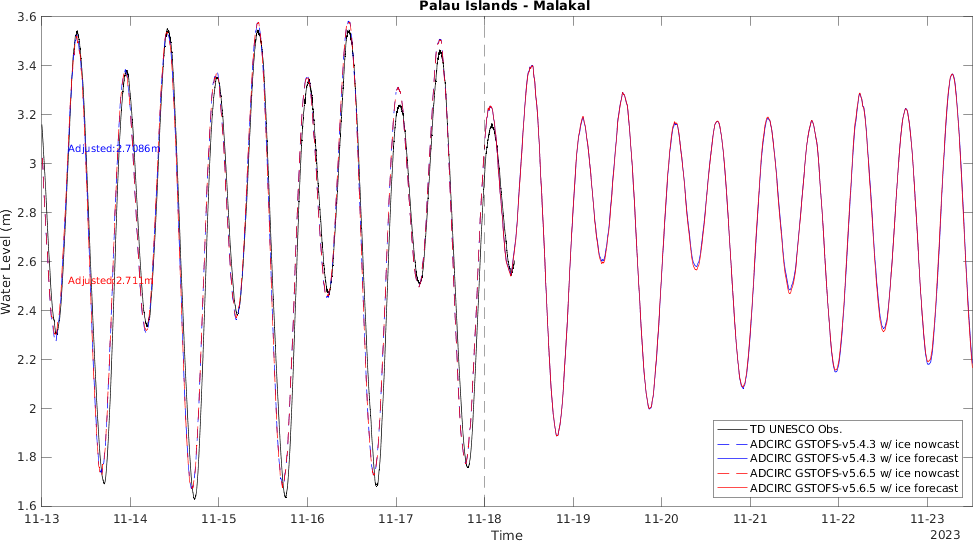 Palau Islands - Malakal
3.6
3.4
3.2
3
2.8
2.6
2.4
2.2
2
1.8
1.6
Water Level (m)
Adjusted:2.7086m
Adjusted:2.711m
TD UNESCO Obs.
ADCIRC GSTOFS-v5.4.3 w/ ice nowcast
ADCIRC GSTOFS-v5.4.3 w/ ice forecast
ADCIRC GSTOFS-v5.6.5 w/ ice nowcast
ADCIRC GSTOFS-v5.6.5 w/ ice forecast
11-13 11-14 11-15 11-16 11-17 11-18 11-19 11-20 11-21 11-22 11-23
Time 2023